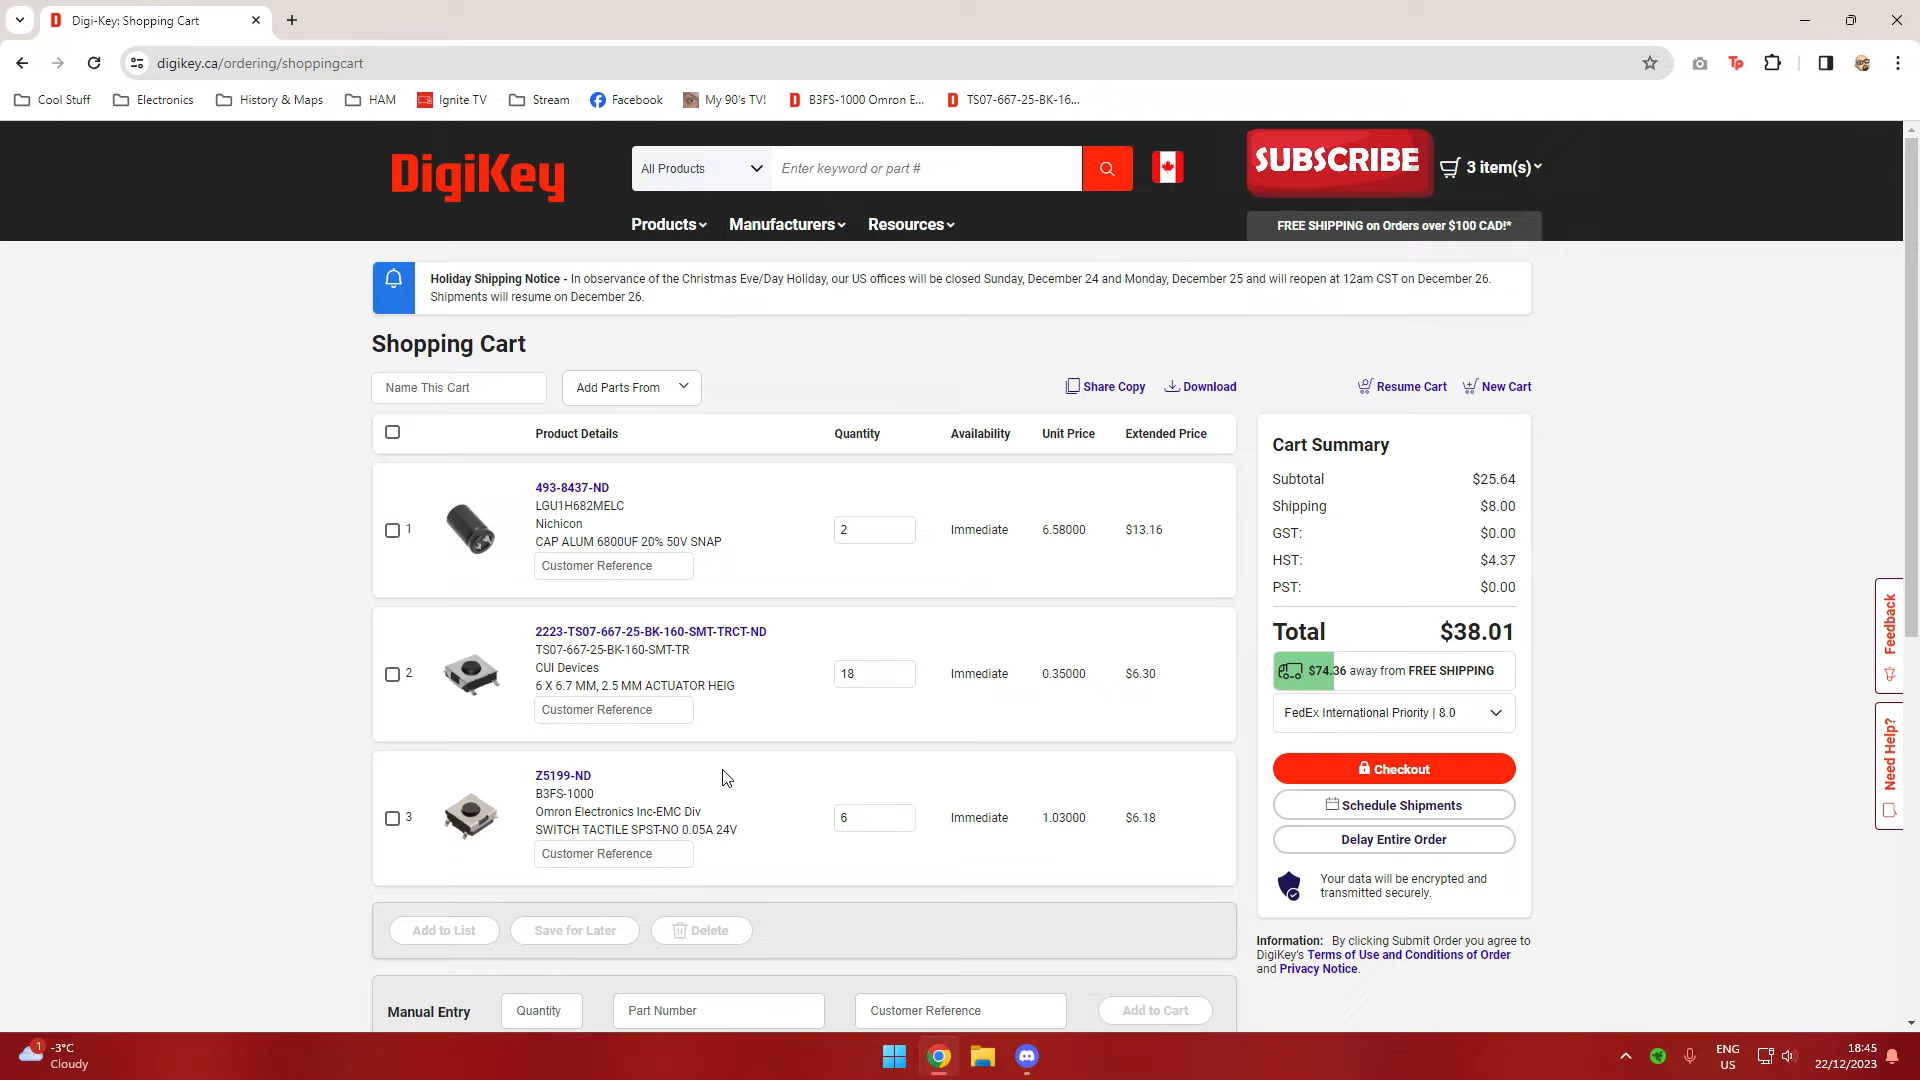 Digi-Key: Shopping Cart
digikey.ca/ordering/shoppingcart
Tp
Cool Stuff
Electronics
History & Maps
HAM
Ignite TV
Stream
Facebook
My 90's TV!
B3FS-1000 Omron E...
TS07-667-25-BK-16...
DigiKey
All Products
Enter keyword or part #
SUBSCRIBE
3 item(s)
Products
Manufacturers
Resources
FREE SHIPPING on Orders over $100 CAD!*
Holiday Shipping Notice - In observance of the Christmas Eve/Day Holiday, our US offices will be closed Sunday, December 24 and Monday, December 25 and will reopen at 12am CST on December 26.
Shipments will resume on December 26.
Shopping Cart
Name This Cart
Add Parts From
Share Copy
Download
Resume Cart
New Cart
Product Details
Quantity
Availability
Unit Price
Extended Price
1
493-8437-ND
LGU1H682MELC
Nichicon
CAP ALUM 6800UF 20% 50V SNAP
Customer Reference
2
Immediate
6.58000
$13.16
2
2223-TS07-667-25-BK-160-SMT-TRCT-ND
TS07-667-25-BK-160-SMT-TR
CUI Devices
6 X 6.7 MM, 2.5 MM ACTUATOR HEIG
Customer Reference
18
Immediate
0.35000
$6.30
3
Z5199-ND
B3FS-1000
Omron Electronics Inc-EMC Div
SWITCH TACTILE SPST-NO 0.05A 24V
Customer Reference
6
Immediate
1.03000
$6.18
Add to List
Save for Later
Delete
Manual Entry
Quantity
Part Number
Customer Reference
Add to Cart
Cart Summary
Subtotal $25.64
Shipping $8.00
GST: $0.00
HST: $4.37
PST: $0.00
Total $38.01
$74.36 away from FREE SHIPPING
FedEx International Priority | 8.0
Checkout
Schedule Shipments
Delay Entire Order
Your data will be encrypted and
transmitted securely.
Information: By clicking Submit Order you agree to
DigiKey's Terms of Use and Conditions of Order
and Privacy Notice.
Feedback
Need Help?
1
-3°C
Cloudy
ENG
US
18:45
22/12/2023